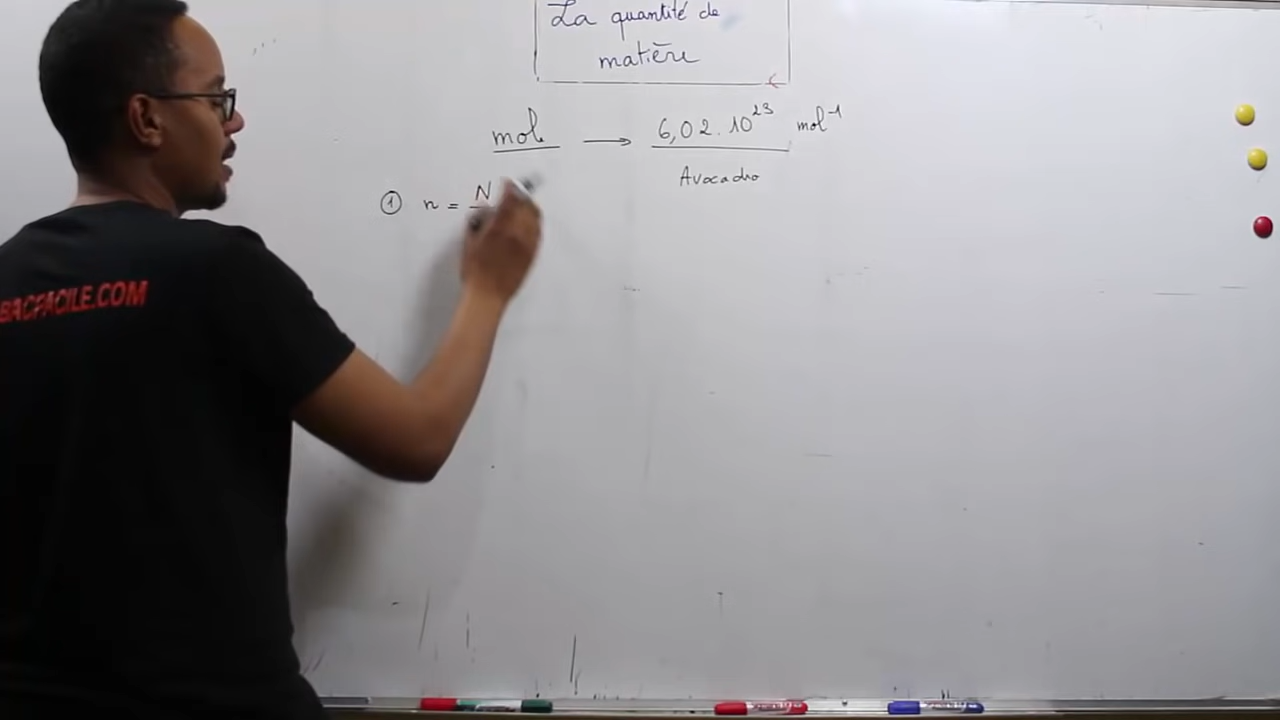 La quantité de
matière
mol → 6,02.10²³ mol⁻¹
Avocadro
① n = N
BACFACILE.COM